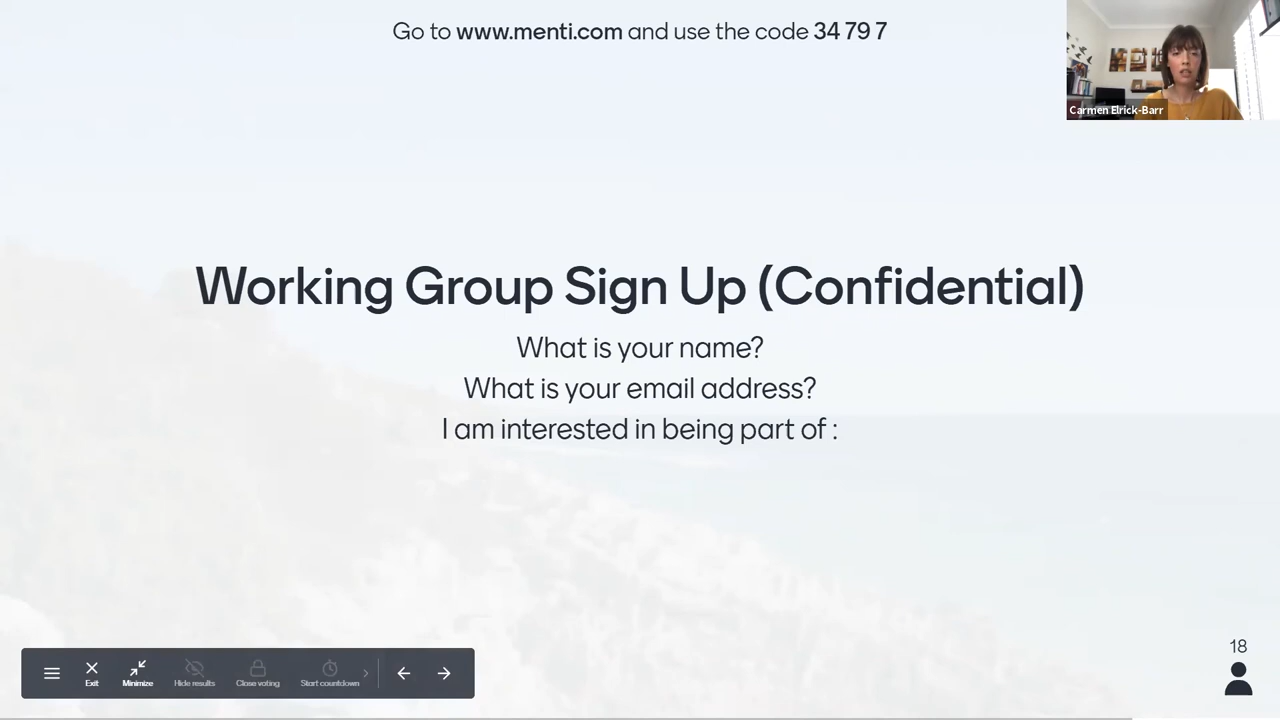 Go to www.menti.com and use the code 34 79 7
Carmen Elrick-Barr
Working Group Sign Up (Confidential)
What is your name?
What is your email address?
I am interested in being part of :
18
Exit
Minimize
Hide results
Close voting
Start countdown